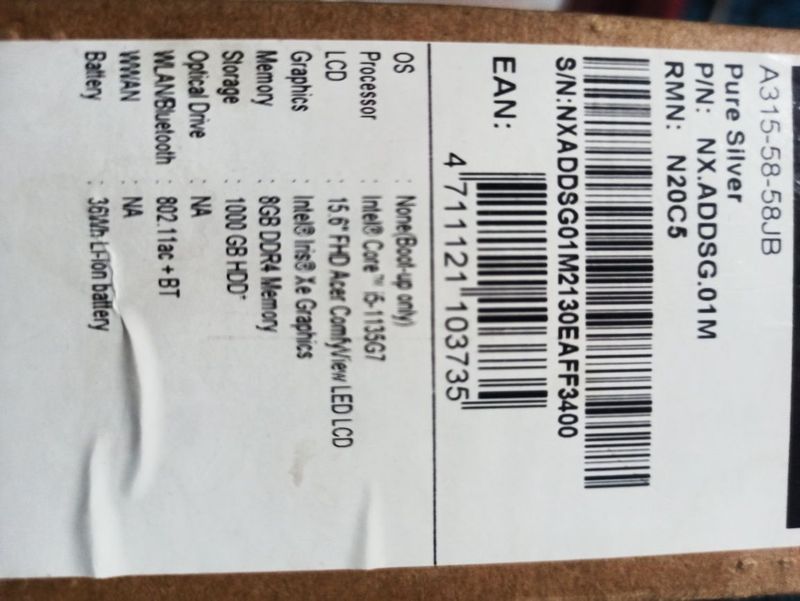 A315-58-58JB
Pure Silver
P/N: NX.ADDSG.01M
RMN: N20C5
S/N:NXADDSG01M2130EAFF3400
EAN:
4 711121 103735
OS : None(Boot-up only)
Processor : Intel® Core™ i5-1135G7
LCD : 15.6" FHD Acer ComfyView LED LCD
Graphics : Intel® Iris® Xe Graphics
Memory : 8GB DDR4 Memory
Storage : 1000 GB HDD*
Optical Drive : NA
WLAN/Bluetooth : 802.11ac + BT
WWAN : NA
Battery : 36Wh Li-ion battery